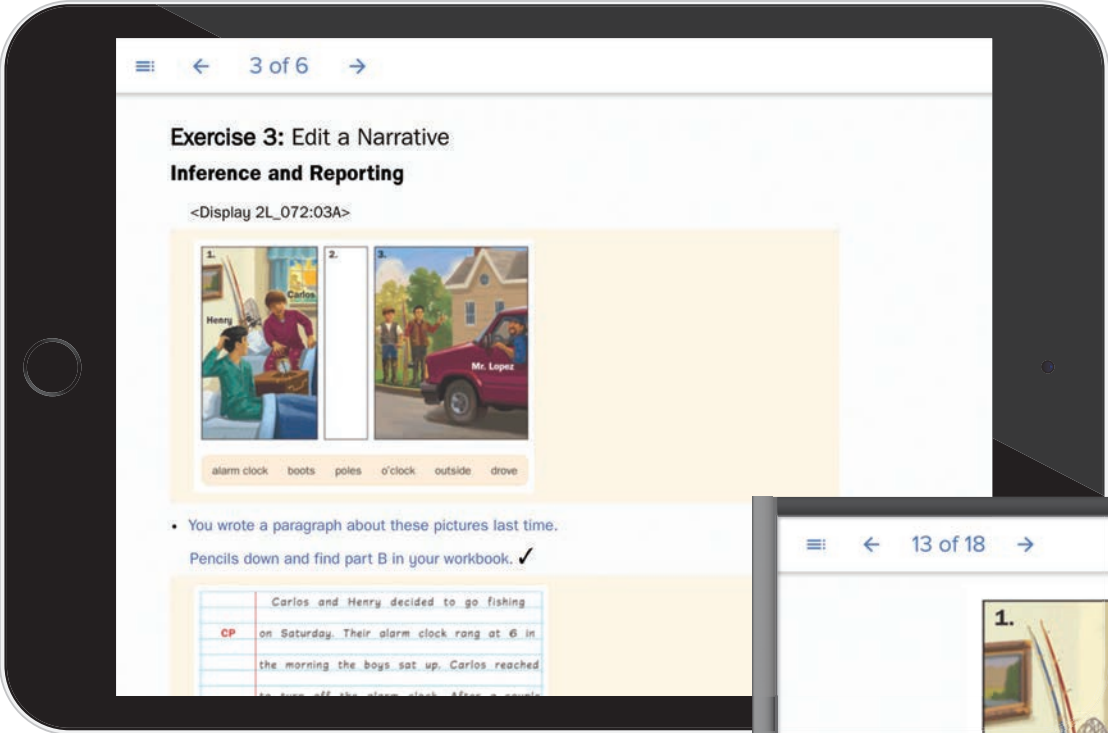 3 of 6
Exercise 3: Edit a Narrative
Inference and Reporting
<Display 2L_072:03A>
1.
2.
3.
Carlos
Henry
Mr. Lopez
alarm clock boots poles o'clock outside drove
• You wrote a paragraph about these pictures last time.
Pencils down and find part B in your workbook. ✓
Carlos and Henry decided to go fishing
CP on Saturday. Their alarm clock rang at 6 in
the morning the boys sat up. Carlos reached
to turn off the alarm clock. After a couple
13 of 18
1.